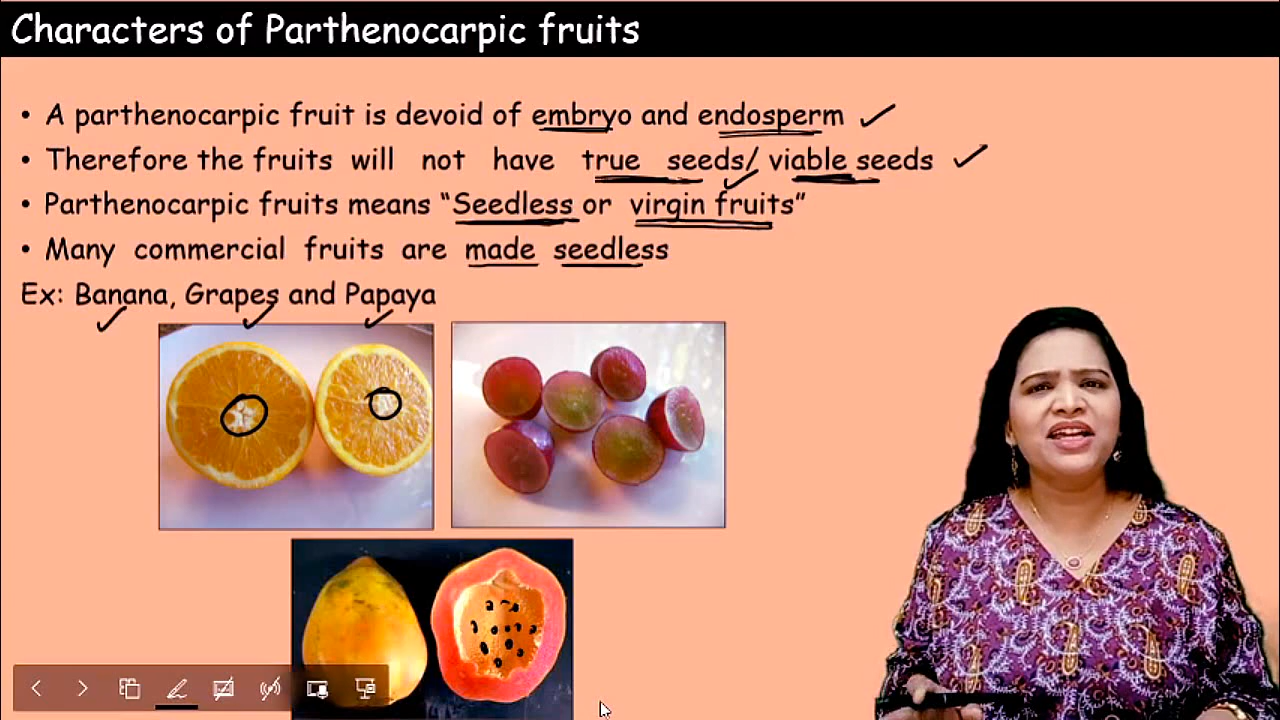 Characters of Parthenocarpic fruits
• A parthenocarpic fruit is devoid of embryo and endosperm
• Therefore the fruits will not have true seeds/ viable seeds
• Parthenocarpic fruits means “Seedless or virgin fruits”
• Many commercial fruits are made seedless
Ex: Banana, Grapes and Papaya